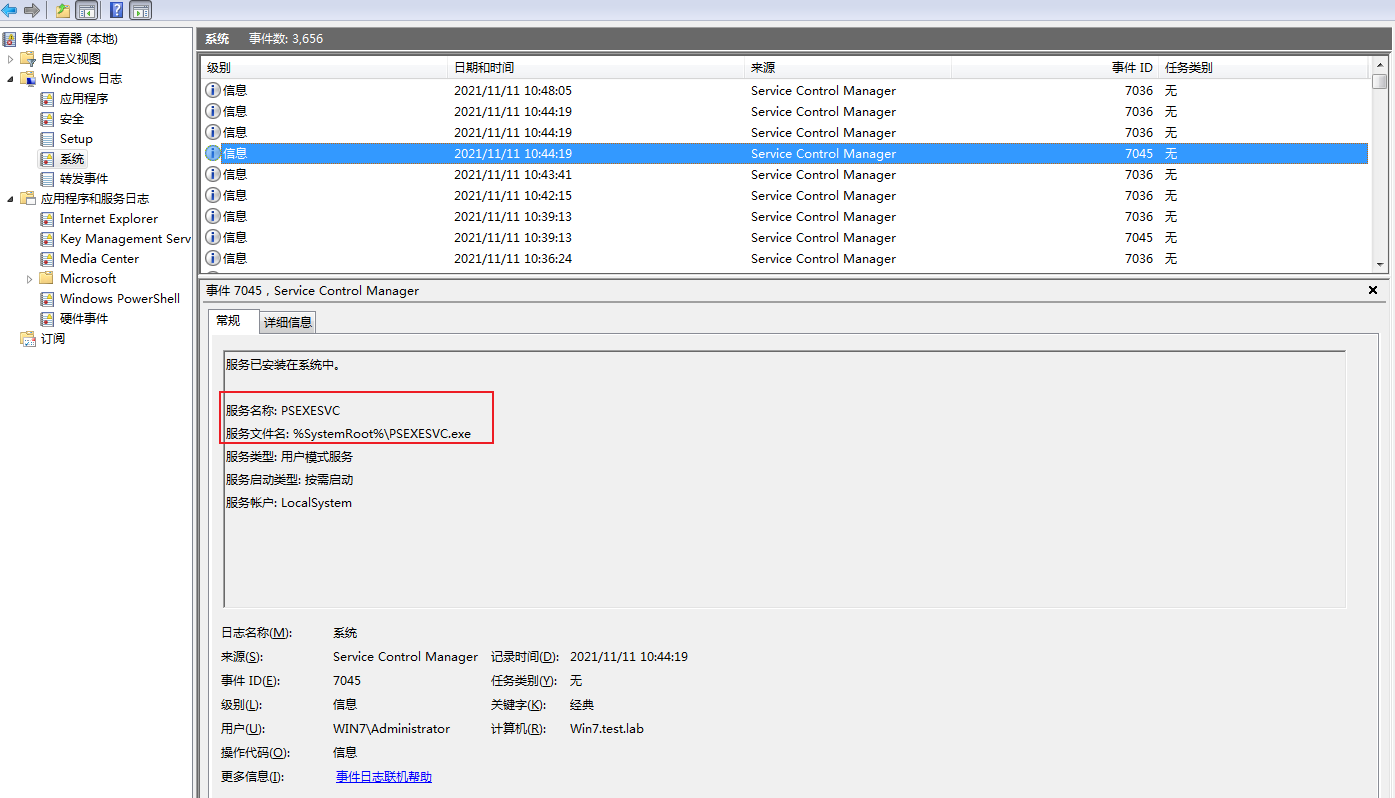 事件查看器 (本地)
自定义视图
Windows 日志
应用程序
安全
Setup
系统
转发事件
应用程序和服务日志
Internet Explorer
Key Management Serv
Media Center
Microsoft
Windows PowerShell
硬件事件
订阅
系统 事件数: 3,656
级别 日期和时间 来源 事件 ID 任务类别
信息 2021/11/11 10:48:05 Service Control Manager 7036 无
信息 2021/11/11 10:44:19 Service Control Manager 7036 无
信息 2021/11/11 10:44:19 Service Control Manager 7036 无
信息 2021/11/11 10:44:19 Service Control Manager 7045 无
信息 2021/11/11 10:43:41 Service Control Manager 7036 无
信息 2021/11/11 10:42:15 Service Control Manager 7036 无
信息 2021/11/11 10:39:13 Service Control Manager 7036 无
信息 2021/11/11 10:39:13 Service Control Manager 7045 无
信息 2021/11/11 10:36:24 Service Control Manager 7036 无
事件 7045，Service Control Manager
常规 详细信息
服务已安装在系统中。
服务名称: PSEXESVC
服务文件名: %SystemRoot%\PSEXESVC.exe
服务类型: 用户模式服务
服务启动类型: 按需启动
服务帐户: LocalSystem
日志名称(M): 系统
来源(S): Service Control Manager 记录时间(D): 2021/11/11 10:44:19
事件 ID(E): 7045 任务类别(Y): 无
级别(L): 信息 关键字(K): 经典
用户(U): WIN7\Administrator 计算机(R): Win7.test.lab
操作代码(O): 信息
更多信息(I): 事件日志联机帮助